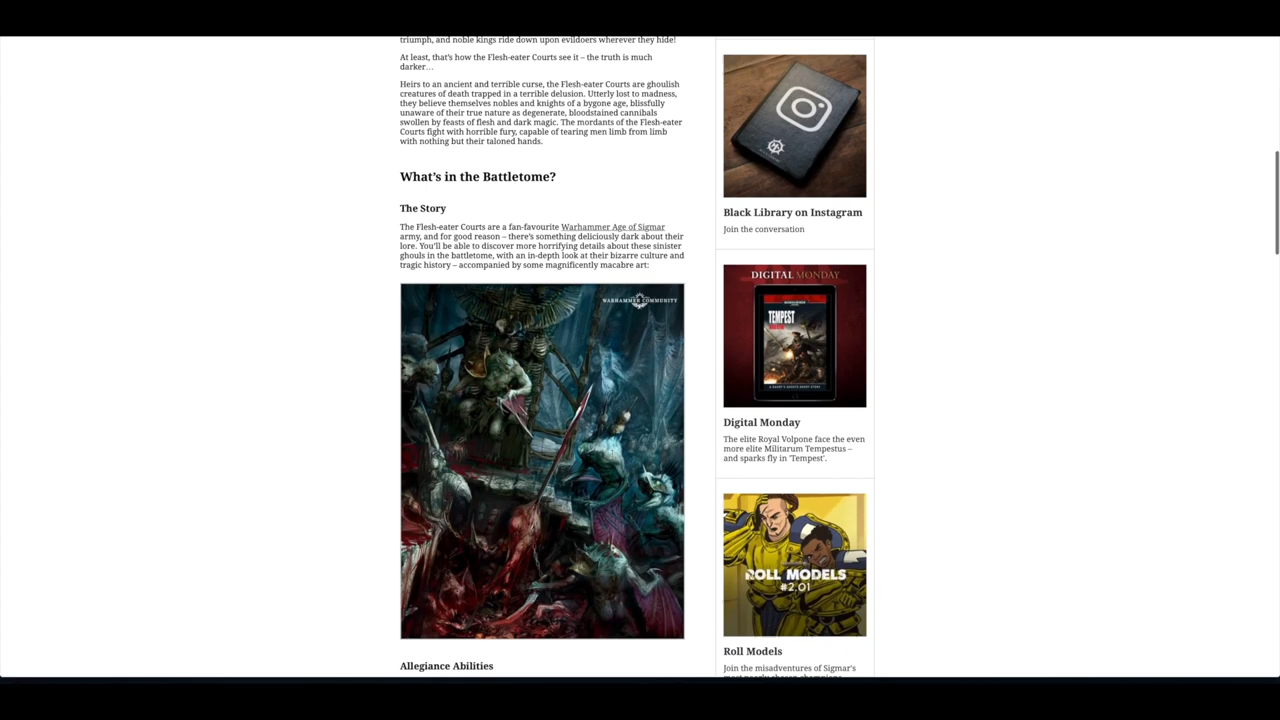 triumph, and noble kings ride down upon evildoers wherever they hide!
At least, that's how the Flesh-eater Courts see it – the truth is much
darker…
Heirs to an ancient and terrible curse, the Flesh-eater Courts are ghoulish
creatures of death trapped in a terrible delusion. Utterly lost to madness,
they believe themselves nobles and knights of a bygone age, blissfully
unaware of their true nature as degenerate, bloodstained cannibals
swollen by feasts of flesh and dark magic. The mordants of the Flesh-eater
Courts fight with horrible fury, capable of tearing men limb from limb
with nothing but their taloned hands.
What's in the Battletome?
The Story
The Flesh-eater Courts are a fan-favourite Warhammer Age of Sigmar
army, and for good reason – there's something deliciously dark about their
lore. You'll be able to discover more horrifying details about these sinister
ghouls in the battletome, with an in-depth look at their bizarre culture and
tragic history – accompanied by some magnificently macabre art:
WARHAMMER COMMUNITY
Allegiance Abilities
Black Library on Instagram
Join the conversation
DIGITAL MONDAY
TEMPEST
Digital Monday
The elite Royal Volpone face the even
more elite Militarum Tempestus –
and sparks fly in 'Tempest'.
ROLL MODELS
#2.01
Roll Models
Join the misadventures of Sigmar's